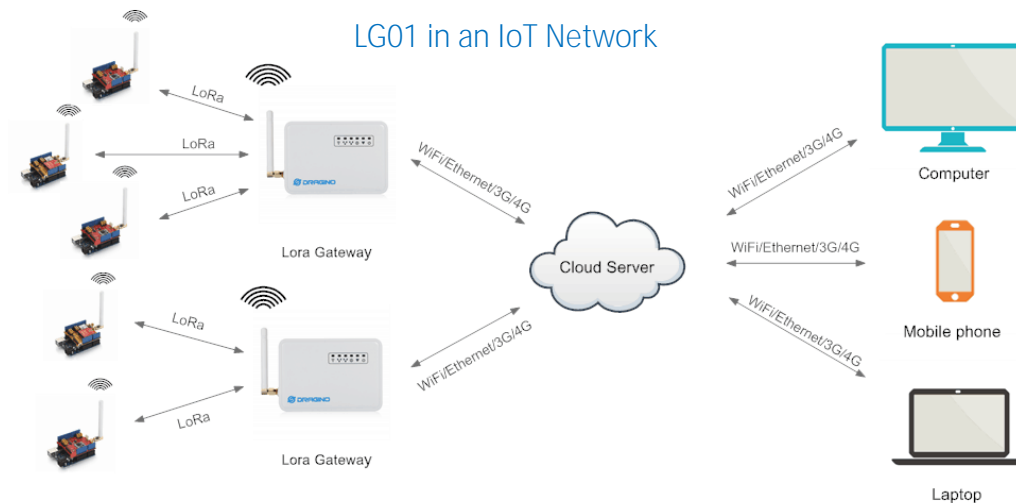 LG01 in an IoT Network
LoRa
LoRa
LoRa
DRAGINO
Lora Gateway
WiFi/Ethernet/3G/4G
Cloud Server
LoRa
LoRa
DRAGINO
Lora Gateway
WiFi/Ethernet/3G/4G
WiFi/Ethernet/3G/4G
Computer
WiFi/Ethernet/3G/4G
Mobile phone
WiFi/Ethernet/3G/4G
Laptop